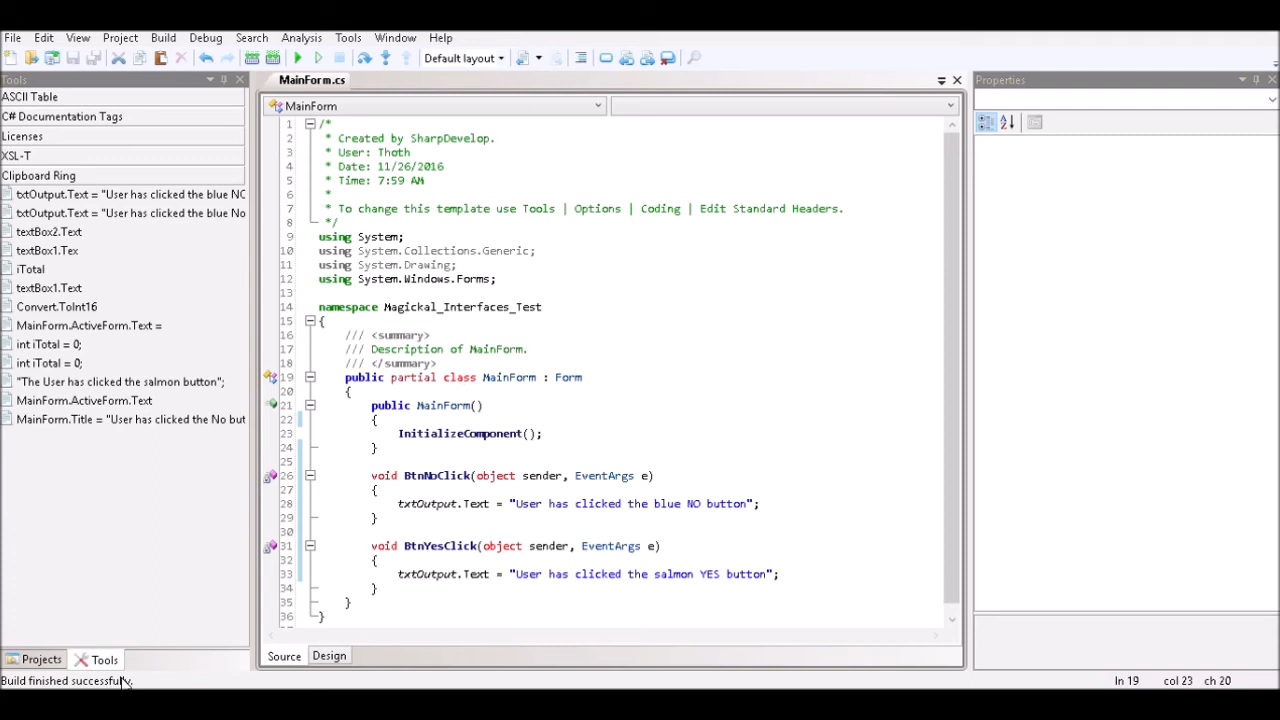 File Edit View Project Build Debug Search Analysis Tools Window Help
Default layout
Tools
ASCII Table
C# Documentation Tags
Licenses
XSL-T
Clipboard Ring
txtOutput.Text = "User has clicked the blue NO
txtOutput.Text = "User has clicked the blue No
textBox2.Text
textBox1.Tex
iTotal
textBox1.Text
Convert.ToInt16
MainForm.ActiveForm.Text =
int iTotal = 0;
int iTotal = 0;
"The User has clicked the salmon button";
MainForm.ActiveForm.Text
MainForm.Title = "User has clicked the No but
Projects Tools
MainForm.cs
MainForm
1 /*
2 * Created by SharpDevelop.
3 * User: Thoth
4 * Date: 11/26/2016
5 * Time: 7:59 AM
6 *
7 * To change this template use Tools | Options | Coding | Edit Standard Headers.
8 */
9 using System;
10 using System.Collections.Generic;
11 using System.Drawing;
12 using System.Windows.Forms;
13
14 namespace Magickal_Interfaces_Test
15 {
16 /// <summary>
17 /// Description of MainForm.
18 /// </summary>
19 public partial class MainForm : Form
20 {
21 public MainForm()
22 {
23 InitializeComponent();
24 }
25
26 void BtnNoClick(object sender, EventArgs e)
27 {
28 txtOutput.Text = "User has clicked the blue NO button";
29 }
30
31 void BtnYesClick(object sender, EventArgs e)
32 {
33 txtOutput.Text = "User has clicked the salmon YES button";
34 }
35 }
36 }
Source Design
Properties
Build finished successfully.
ln 19 col 23 ch 20